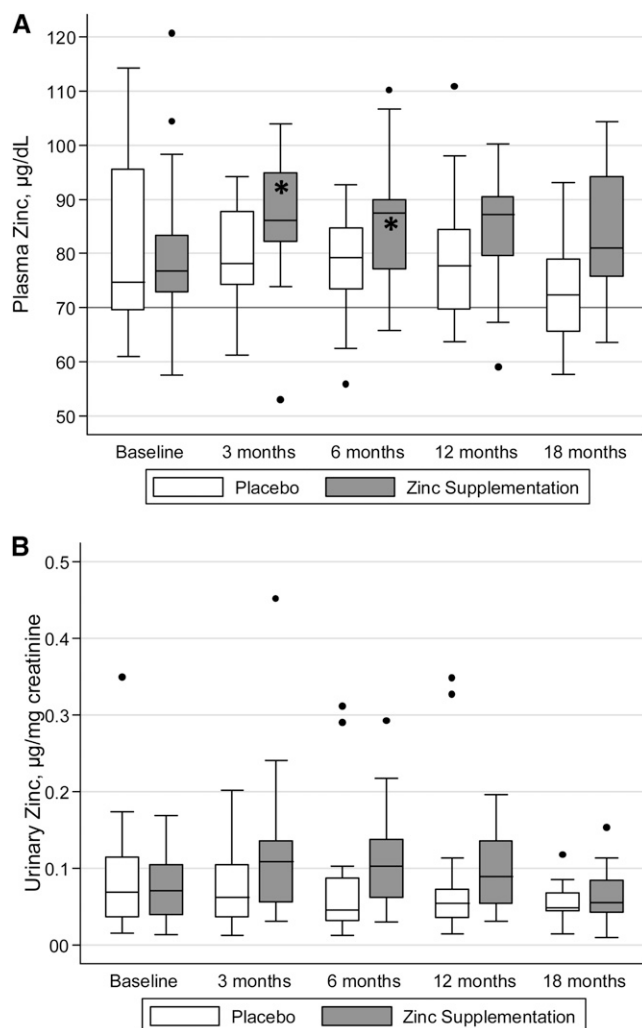 A
120
110
100
90
80
70
60
50
Plasma Zinc, µg/dL
*
*
Baseline 3 months 6 months 12 months 18 months
Placebo Zinc Supplementation
B
0.5
0.4
0.3
0.2
0.1
00
Urinary Zinc, µg/mg creatinine
Baseline 3 months 6 months 12 months 18 months
Placebo Zinc Supplementation